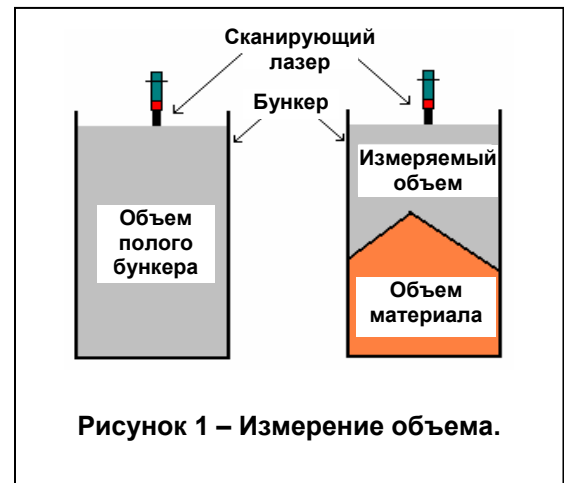 Сканирующий
лазер
Бункер
Измеряемый
объем
Объем
полого
бункера
Объем
материала
Рисунок 1 – Измерение объема.